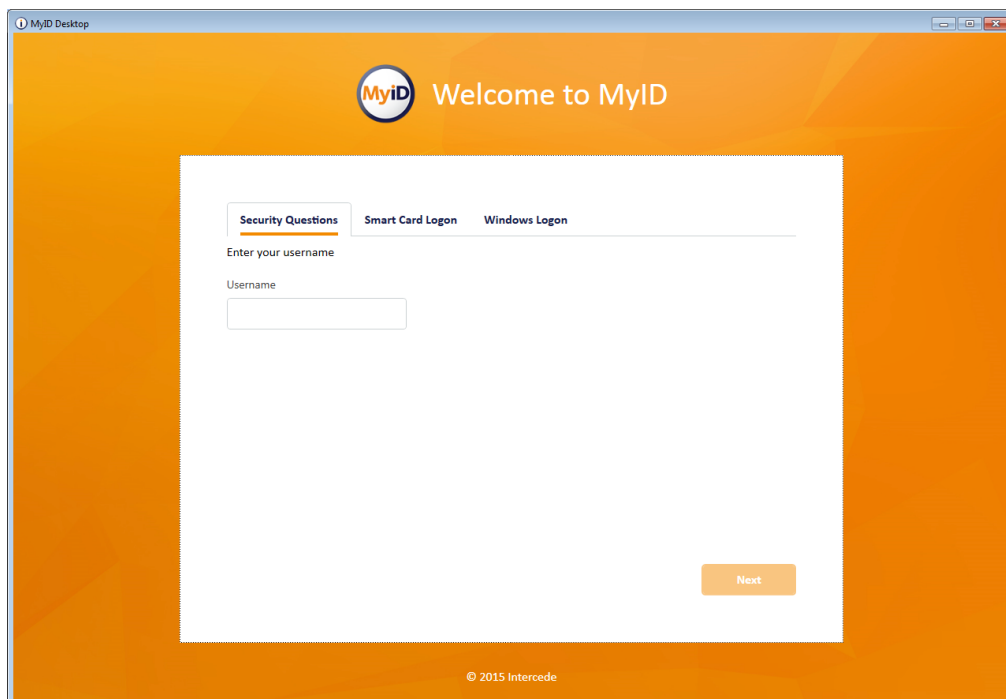 MyID Desktop
MyiD
Welcome to MyID
Security Questions Smart Card Logon Windows Logon
Enter your username
Username
Next
© 2015 Intercede